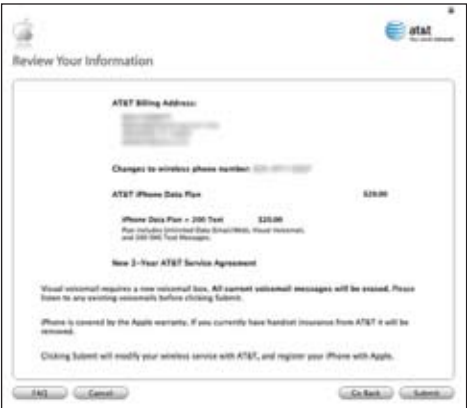 at&t
Review Your Information
AT&T Billing Address:
Changes to wireless phone number:
AT&T iPhone Data Plan $20.00
iPhone Data Plan + 200 Text $20.00
Plan includes Unlimited Data (Email/Web), Visual Voicemail,
and 200 SMS Text Messages.
New 2-Year AT&T Service Agreement
Visual voicemail requires a new voicemail box. All current voicemail messages will be erased. Please
listen to any existing voicemails before clicking Submit.
iPhone is covered by the Apple warranty. If you currently have handset insurance from AT&T it will be
removed.
Clicking Submit will modify your wireless service with AT&T, and register your iPhone with Apple.
FAQ Cancel Go Back Submit